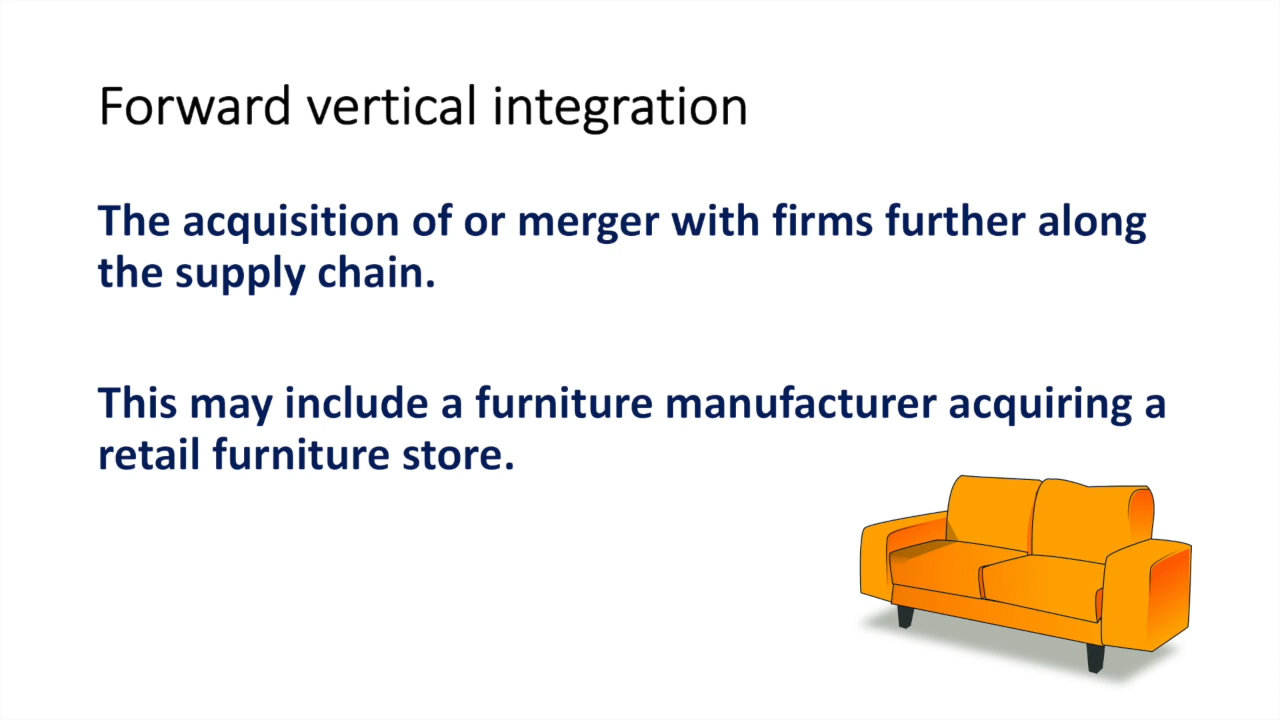 Forward vertical integration
The acquisition of or merger with firms further along
the supply chain.
This may include a furniture manufacturer acquiring a
retail furniture store.